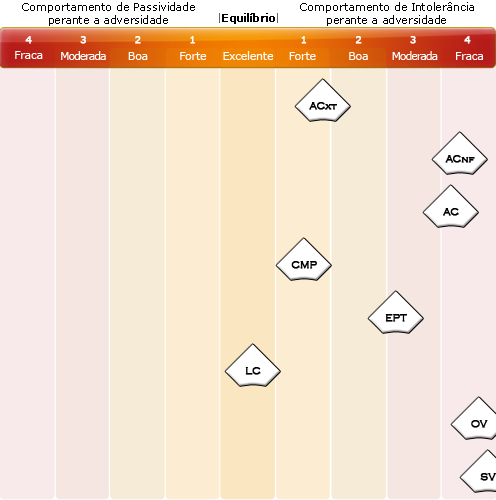 Comportamento de Passividade
perante a adversidade
|Equilíbrio|
Comportamento de Intolerância
perante a adversidade
4 3 2 1 1 2 3 4
Fraca Moderada Boa Forte Excelente Forte Boa Moderada Fraca
ACXT
ACNF
AC
CMP
EPT
LC
OV
SV